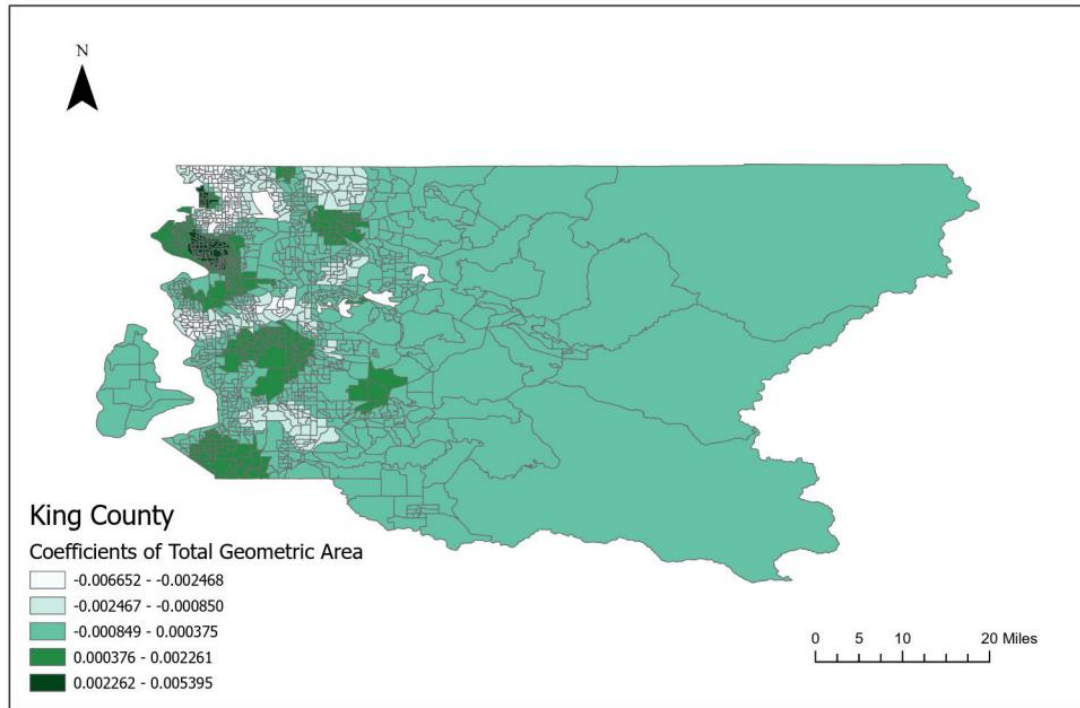 N
King County
Coefficients of Total Geometric Area
-0.006652 - -0.002468
-0.002467 - -0.000850
-0.000849 - 0.000375
0.000376 - 0.002261
0.002262 - 0.005395
0 5 10 20 Miles